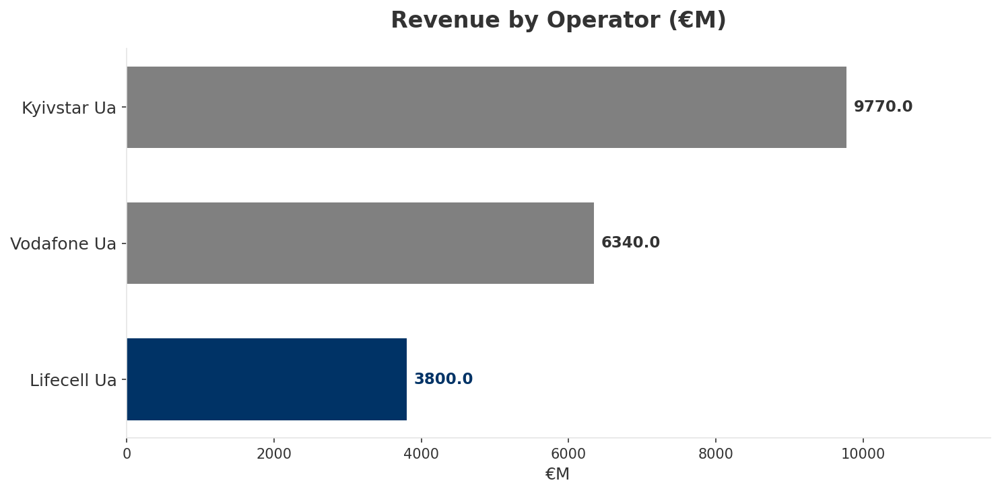 Revenue by Operator (€M)
Kyivstar Ua
9770.0
Vodafone Ua
6340.0
Lifecell Ua
3800.0
0 2000 4000 6000 8000 10000
€M